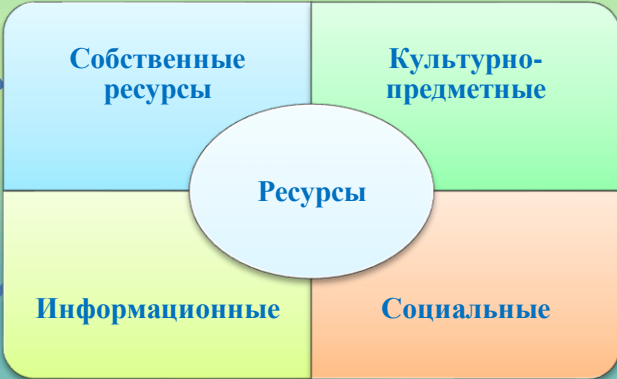 Собственные
ресурсы
Культурно-
предметные
Ресурсы
Информационные
Социальные